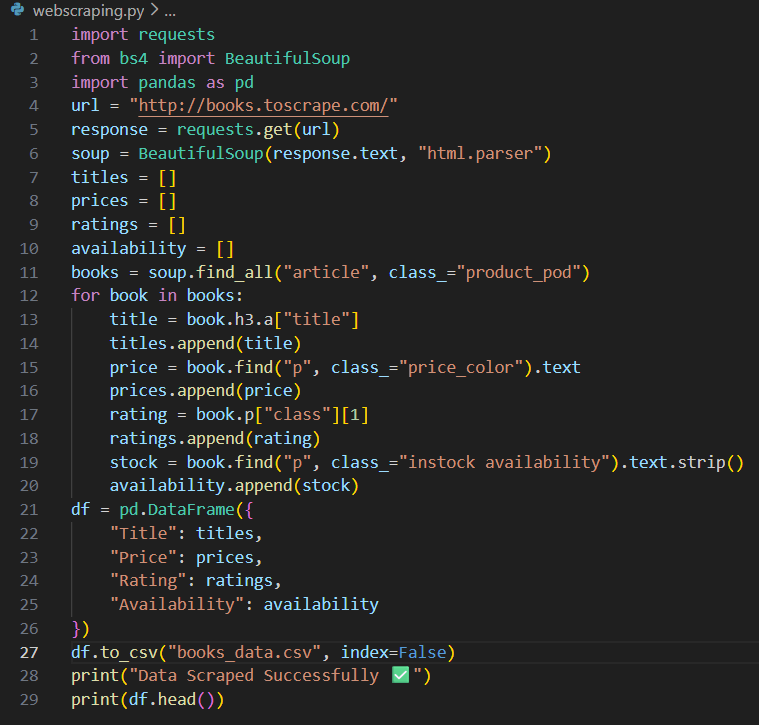 webscraping.py > ...
1 import requests
2 from bs4 import BeautifulSoup
3 import pandas as pd
4 url = "http://books.toscrape.com/"
5 response = requests.get(url)
6 soup = BeautifulSoup(response.text, "html.parser")
7 titles = []
8 prices = []
9 ratings = []
10 availability = []
11 books = soup.find_all("article", class_="product_pod")
12 for book in books:
13     title = book.h3.a["title"]
14     titles.append(title)
15     price = book.find("p", class_="price_color").text
16     prices.append(price)
17     rating = book.p["class"][1]
18     ratings.append(rating)
19     stock = book.find("p", class_="instock availability").text.strip()
20     availability.append(stock)
21 df = pd.DataFrame({
22     "Title": titles,
23     "Price": prices,
24     "Rating": ratings,
25     "Availability": availability
26 })
27 df.to_csv("books_data.csv", index=False)
28 print("Data Scraped Successfully ✅")
29 print(df.head())